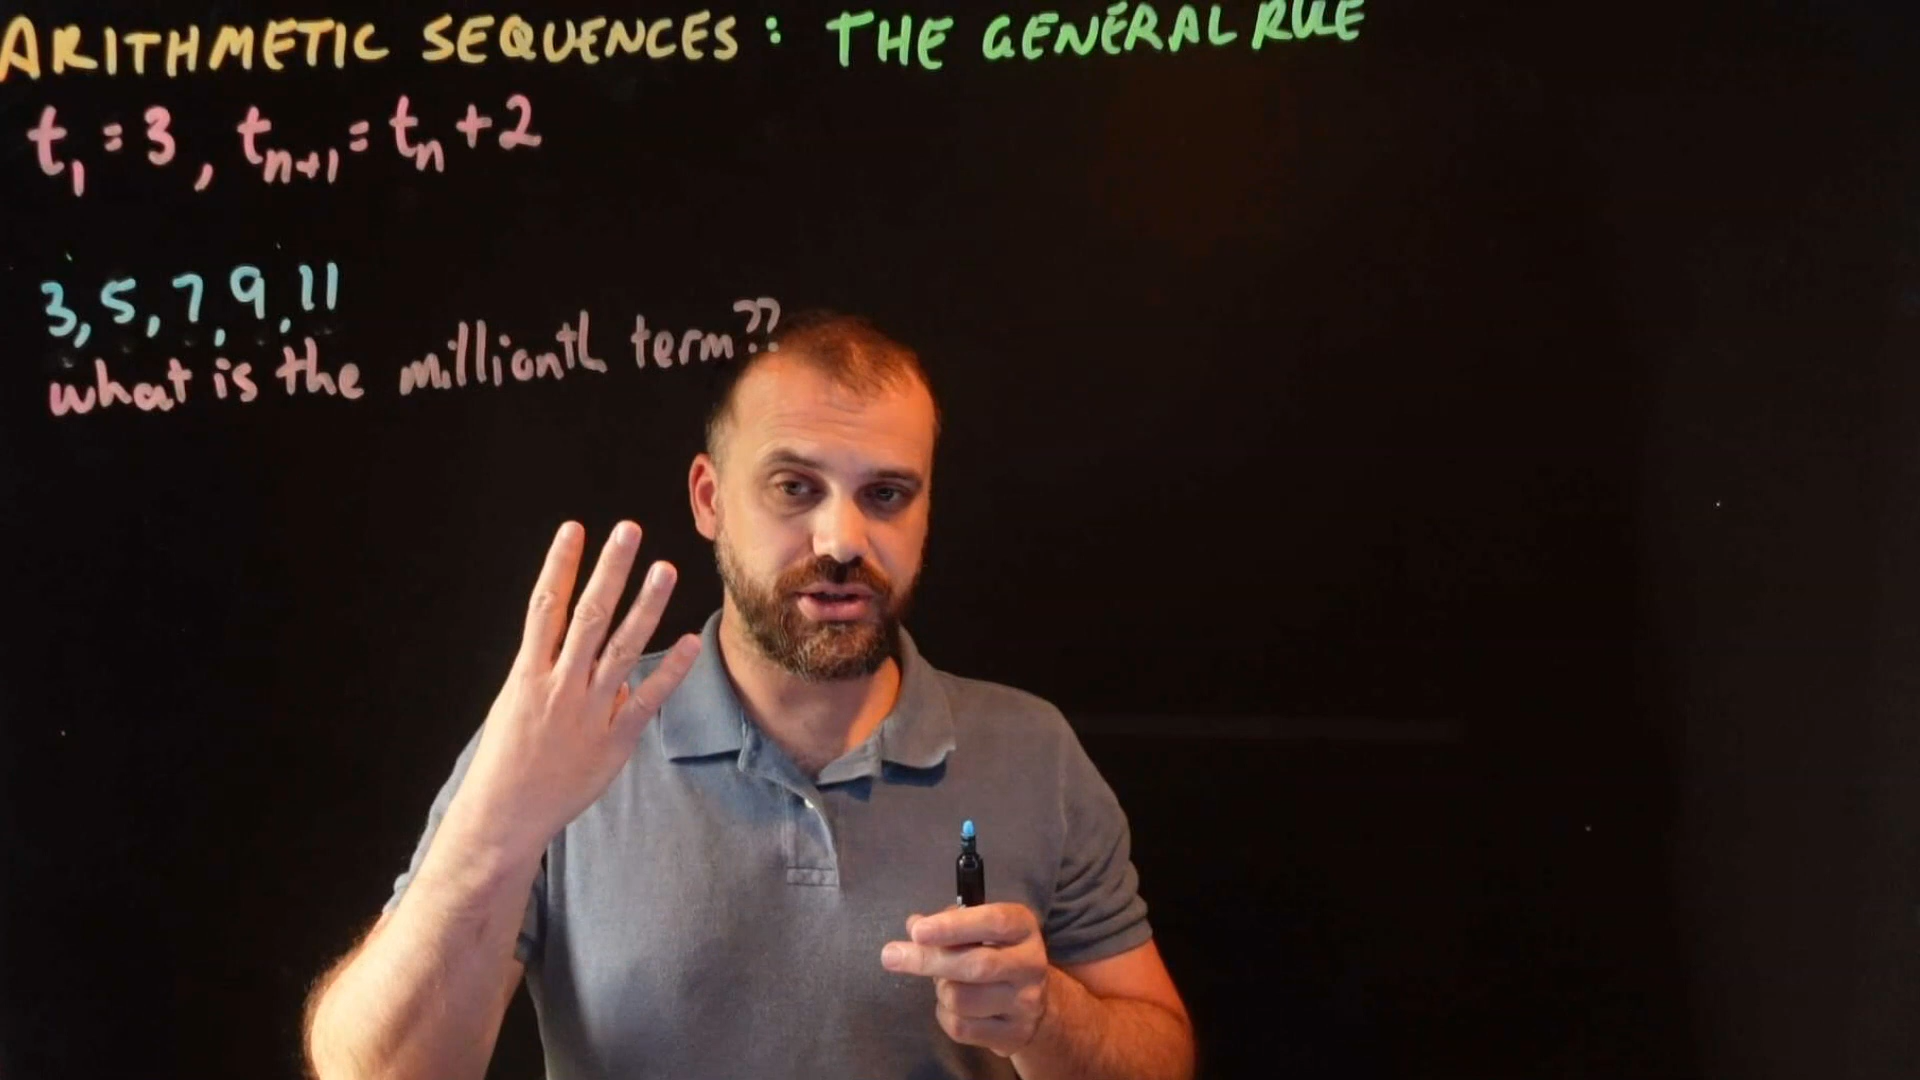 ARITHMETIC SEQUENCES: THE GENERAL RULE
t₁ = 3, tₙ₊₁ = tₙ + 2
3, 5, 7, 9, 11
what is the millionth term??